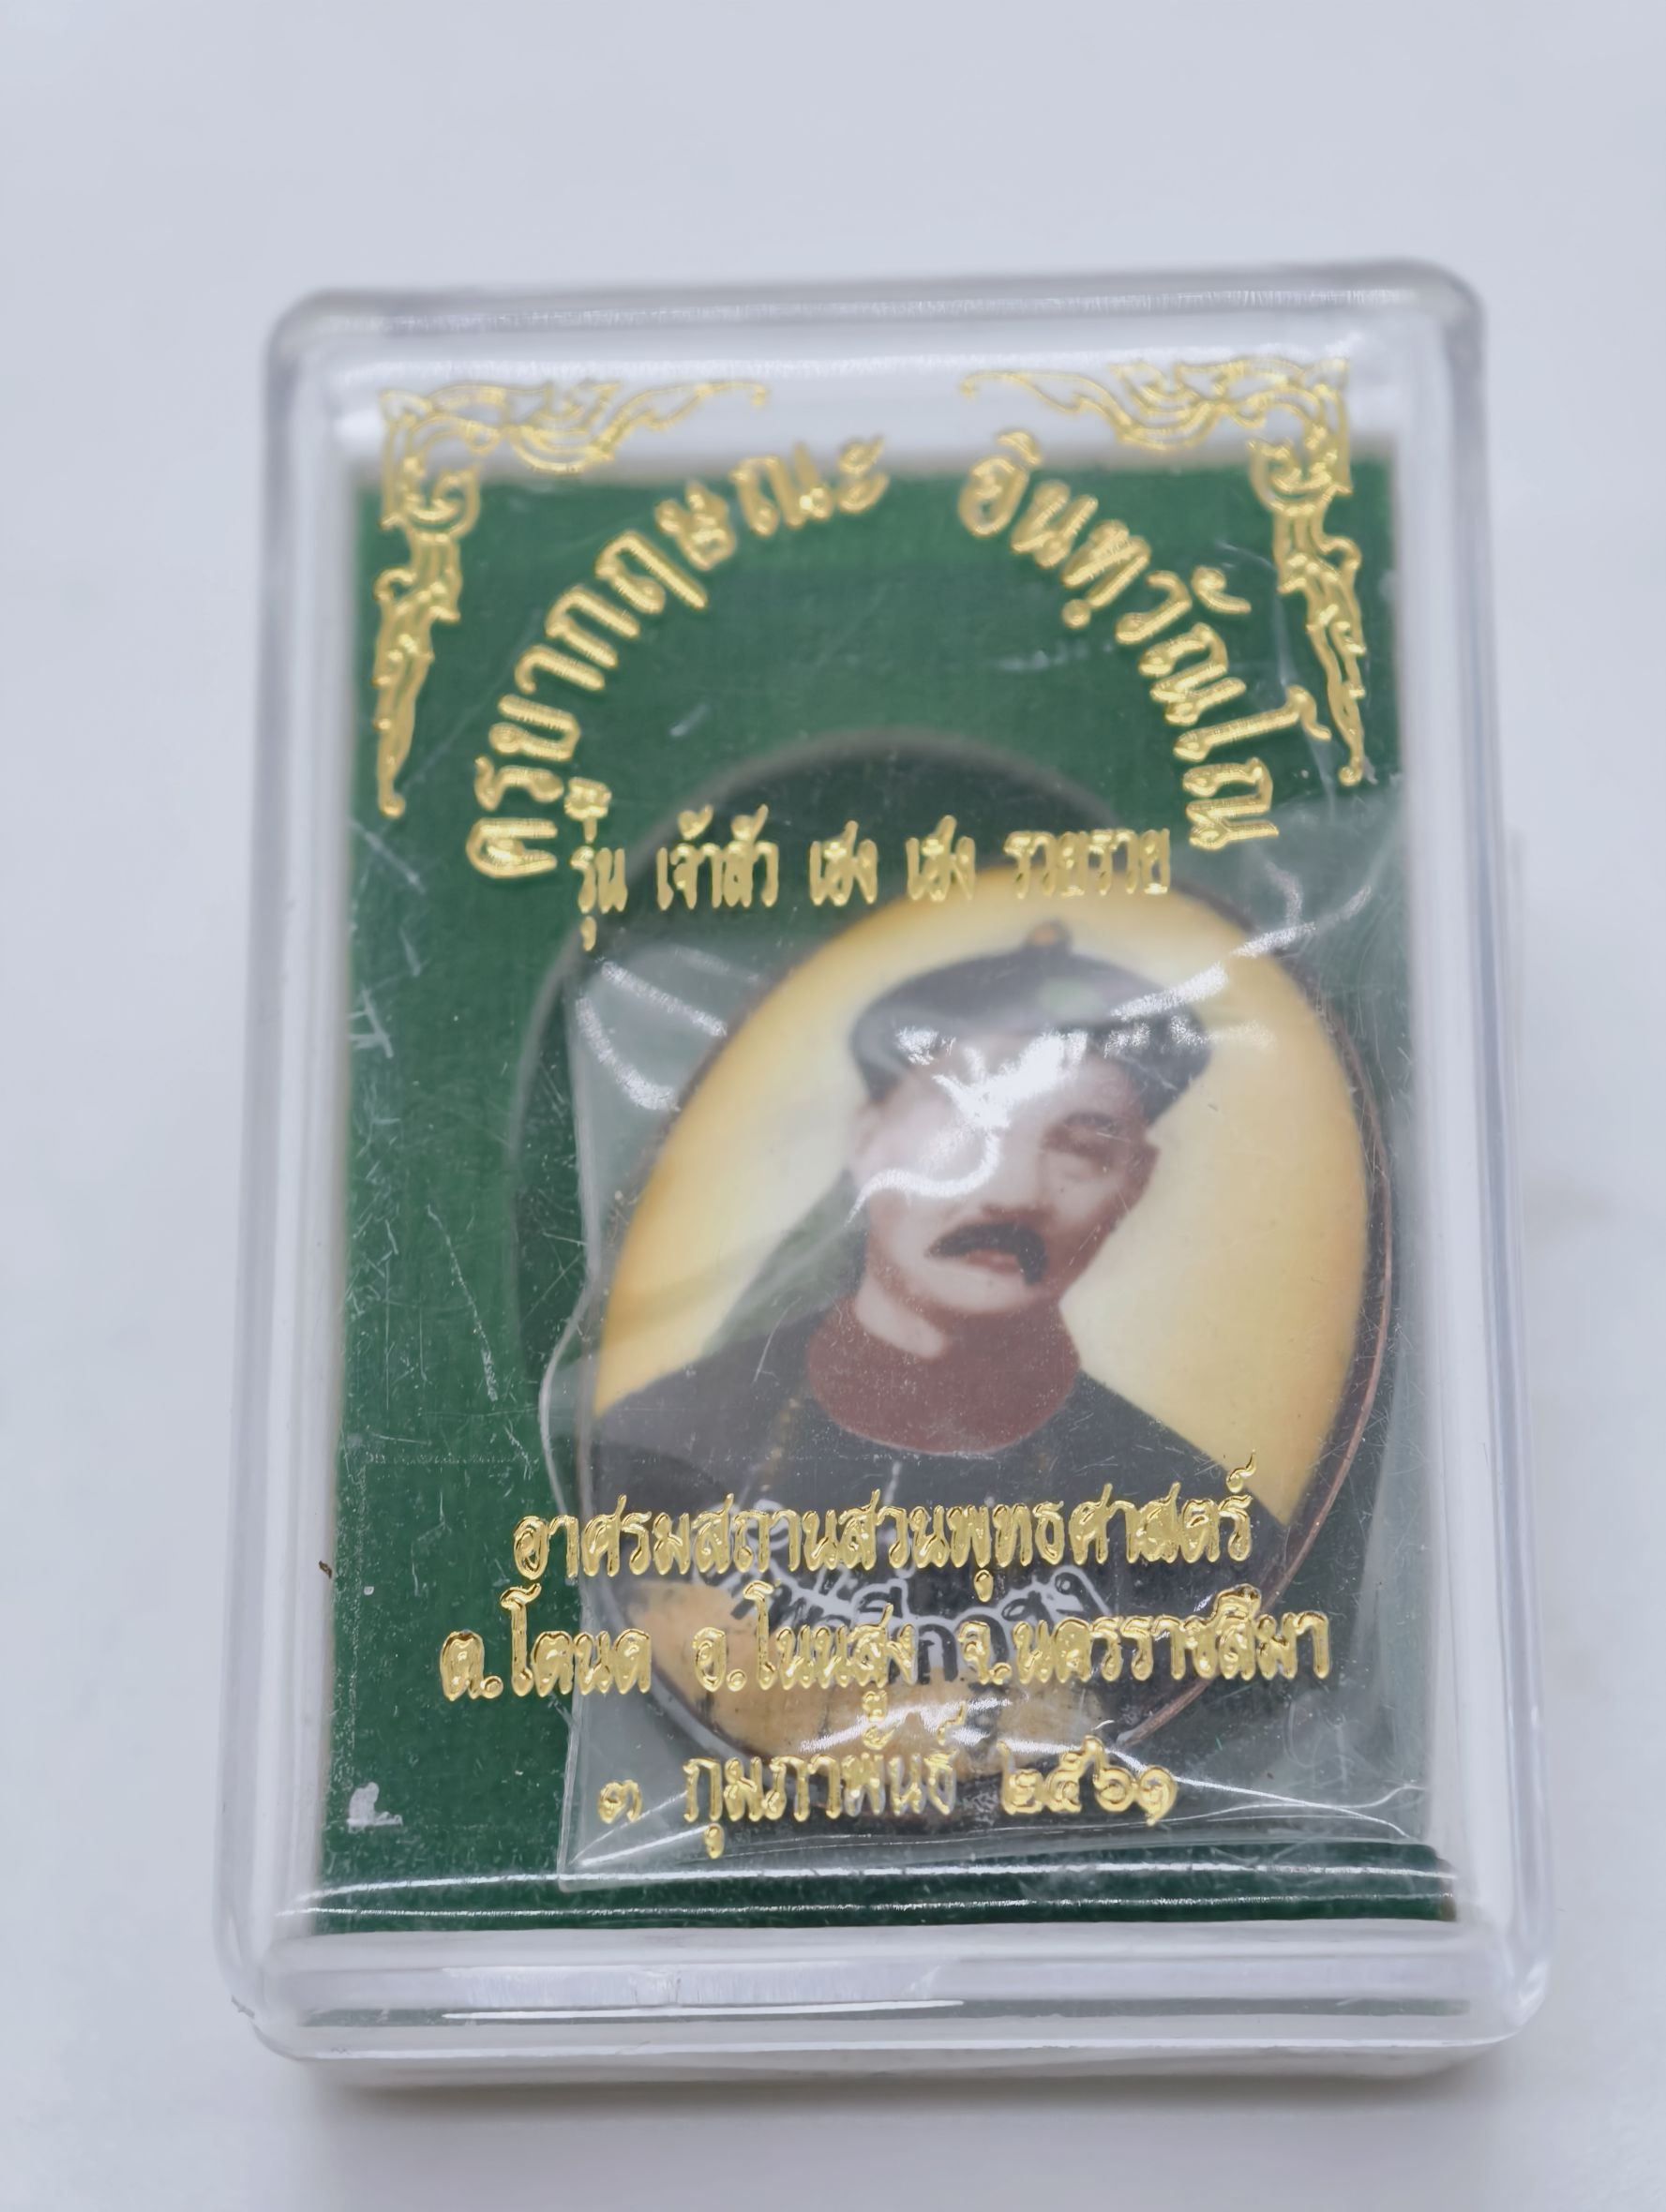 ครูบากฤษณะ อินทฺวัณโณ
รุ่น เจ้าสัว เฮง เฮง รวยรวย
อาศรมสถานสวนพุทธศาสตร์
ต.โตนด อ.โนนสูง จ.นครราชสีมา
๓ กุมภาพันธ์ ๒๕๖๑